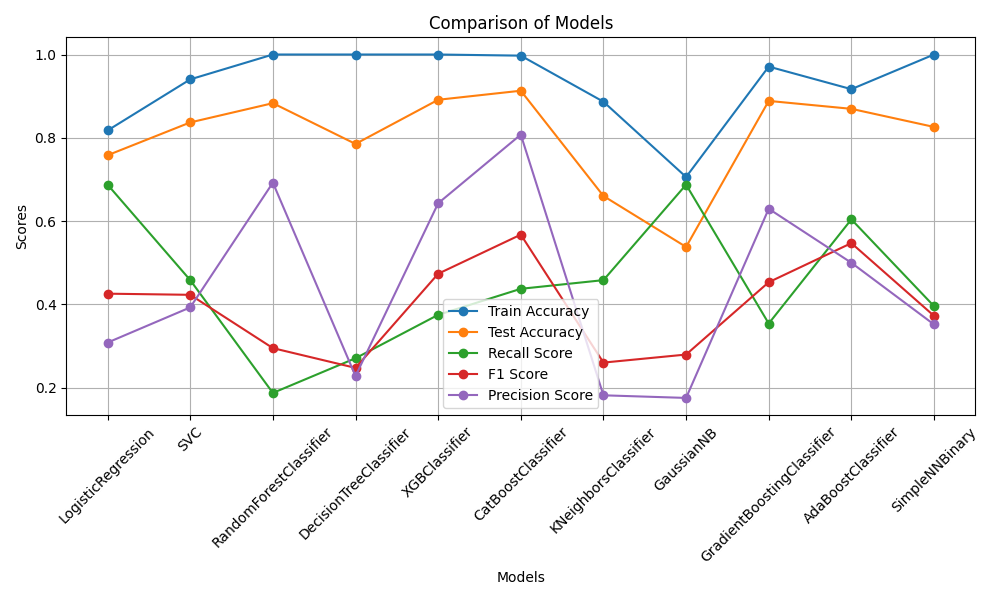 Comparison of Models
Scores
1.0
0.8
0.6
0.4
0.2
Train Accuracy
Test Accuracy
Recall Score
F1 Score
Precision Score
LogisticRegression
SVC
RandomForestClassifier
DecisionTreeClassifier
XGBClassifier
CatBoostClassifier
KNeighborsClassifier
GaussianNB
GradientBoostingClassifier
AdaBoostClassifier
SimpleNNBinary
Models